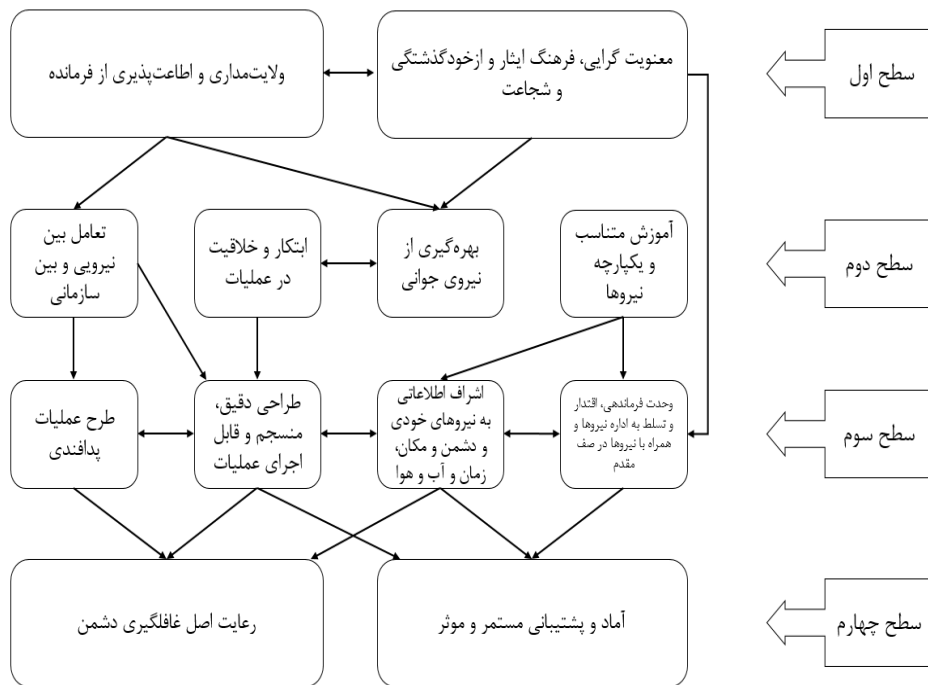 سطح اول
معنویت گرایی، فرهنگ ایثار و ازخودگذشتگی
و شجاعت
ولایت‌مداری و اطاعت‌پذیری از فرمانده
سطح دوم
آموزش متناسب
و یکپارچه
نیروها
بهره‌گیری از
نیروی جوانی
ابتکار و خلاقیت
در عملیات
تعامل بین
نیرویی و بین
سازمانی
سطح سوم
وحدت فرماندهی، اقتدار
و تسلط به اداره نیروها و
همراه با نیروها در صف
مقدم
اشراف اطلاعاتی
به نیروهای خودی
و دشمن و مکان،
زمان و آب و هوا
طراحی دقیق،
منسجم و قابل
اجرای عملیات
طرح عملیات
پدافندی
سطح چهارم
آماد و پشتیبانی مستمر و موثر
رعایت اصل غافلگیری دشمن